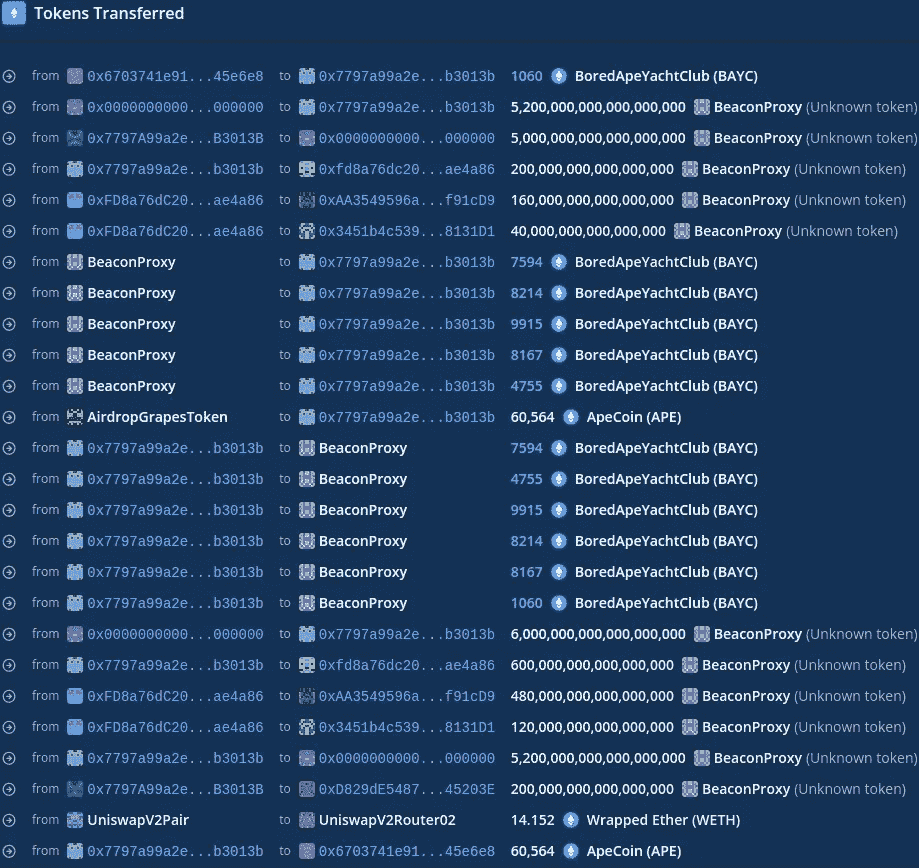 Tokens Transferred
from 0x6703741e91...45e6e8 to 0x7797a99a2e...b3013b 1060 BoredApeYachtClub (BAYC)
from 0x0000000000...000000 to 0x7797a99a2e...b3013b 5,200,000,000,000,000,000 BeaconProxy (Unknown token)
from 0x7797A99a2e...B3013B to 0x0000000000...000000 5,000,000,000,000,000,000 BeaconProxy (Unknown token)
from 0x7797a99a2e...b3013b to 0xfd8a76dc20...ae4a86 200,000,000,000,000,000 BeaconProxy (Unknown token)
from 0xFD8a76dC20...ae4a86 to 0xAA3549596a...f91cD9 160,000,000,000,000,000 BeaconProxy (Unknown token)
from 0xFD8a76dC20...ae4a86 to 0x3451b4c539...8131D1 40,000,000,000,000,000 BeaconProxy (Unknown token)
from BeaconProxy to 0x7797a99a2e...b3013b 7594 BoredApeYachtClub (BAYC)
from BeaconProxy to 0x7797a99a2e...b3013b 8214 BoredApeYachtClub (BAYC)
from BeaconProxy to 0x7797a99a2e...b3013b 9915 BoredApeYachtClub (BAYC)
from BeaconProxy to 0x7797a99a2e...b3013b 8167 BoredApeYachtClub (BAYC)
from BeaconProxy to 0x7797a99a2e...b3013b 4755 BoredApeYachtClub (BAYC)
from AirdropGrapesToken to 0x7797a99a2e...b3013b 60,564 ApeCoin (APE)
from 0x7797a99a2e...b3013b to BeaconProxy 7594 BoredApeYachtClub (BAYC)
from 0x7797a99a2e...b3013b to BeaconProxy 4755 BoredApeYachtClub (BAYC)
from 0x7797a99a2e...b3013b to BeaconProxy 9915 BoredApeYachtClub (BAYC)
from 0x7797a99a2e...b3013b to BeaconProxy 8214 BoredApeYachtClub (BAYC)
from 0x7797a99a2e...b3013b to BeaconProxy 8167 BoredApeYachtClub (BAYC)
from 0x7797a99a2e...b3013b to BeaconProxy 1060 BoredApeYachtClub (BAYC)
from 0x0000000000...000000 to 0x7797a99a2e...b3013b 6,000,000,000,000,000,000 BeaconProxy (Unknown token)
from 0x7797a99a2e...b3013b to 0xfd8a76dc20...ae4a86 600,000,000,000,000,000 BeaconProxy (Unknown token)
from 0xFD8a76dC20...ae4a86 to 0xAA3549596a...f91cD9 480,000,000,000,000,000 BeaconProxy (Unknown token)
from 0xFD8a76dC20...ae4a86 to 0x3451b4c539...8131D1 120,000,000,000,000,000 BeaconProxy (Unknown token)
from 0x7797a99a2e...b3013b to 0x0000000000...000000 5,200,000,000,000,000,000 BeaconProxy (Unknown token)
from 0x7797A99a2e...B3013B to 0xD829dE5487...45203E 200,000,000,000,000,000 BeaconProxy (Unknown token)
from UniswapV2Pair to UniswapV2Router02 14.152 Wrapped Ether (WETH)
from 0x7797a99a2e...b3013b to 0x6703741e91...45e6e8 60,564 ApeCoin (APE)